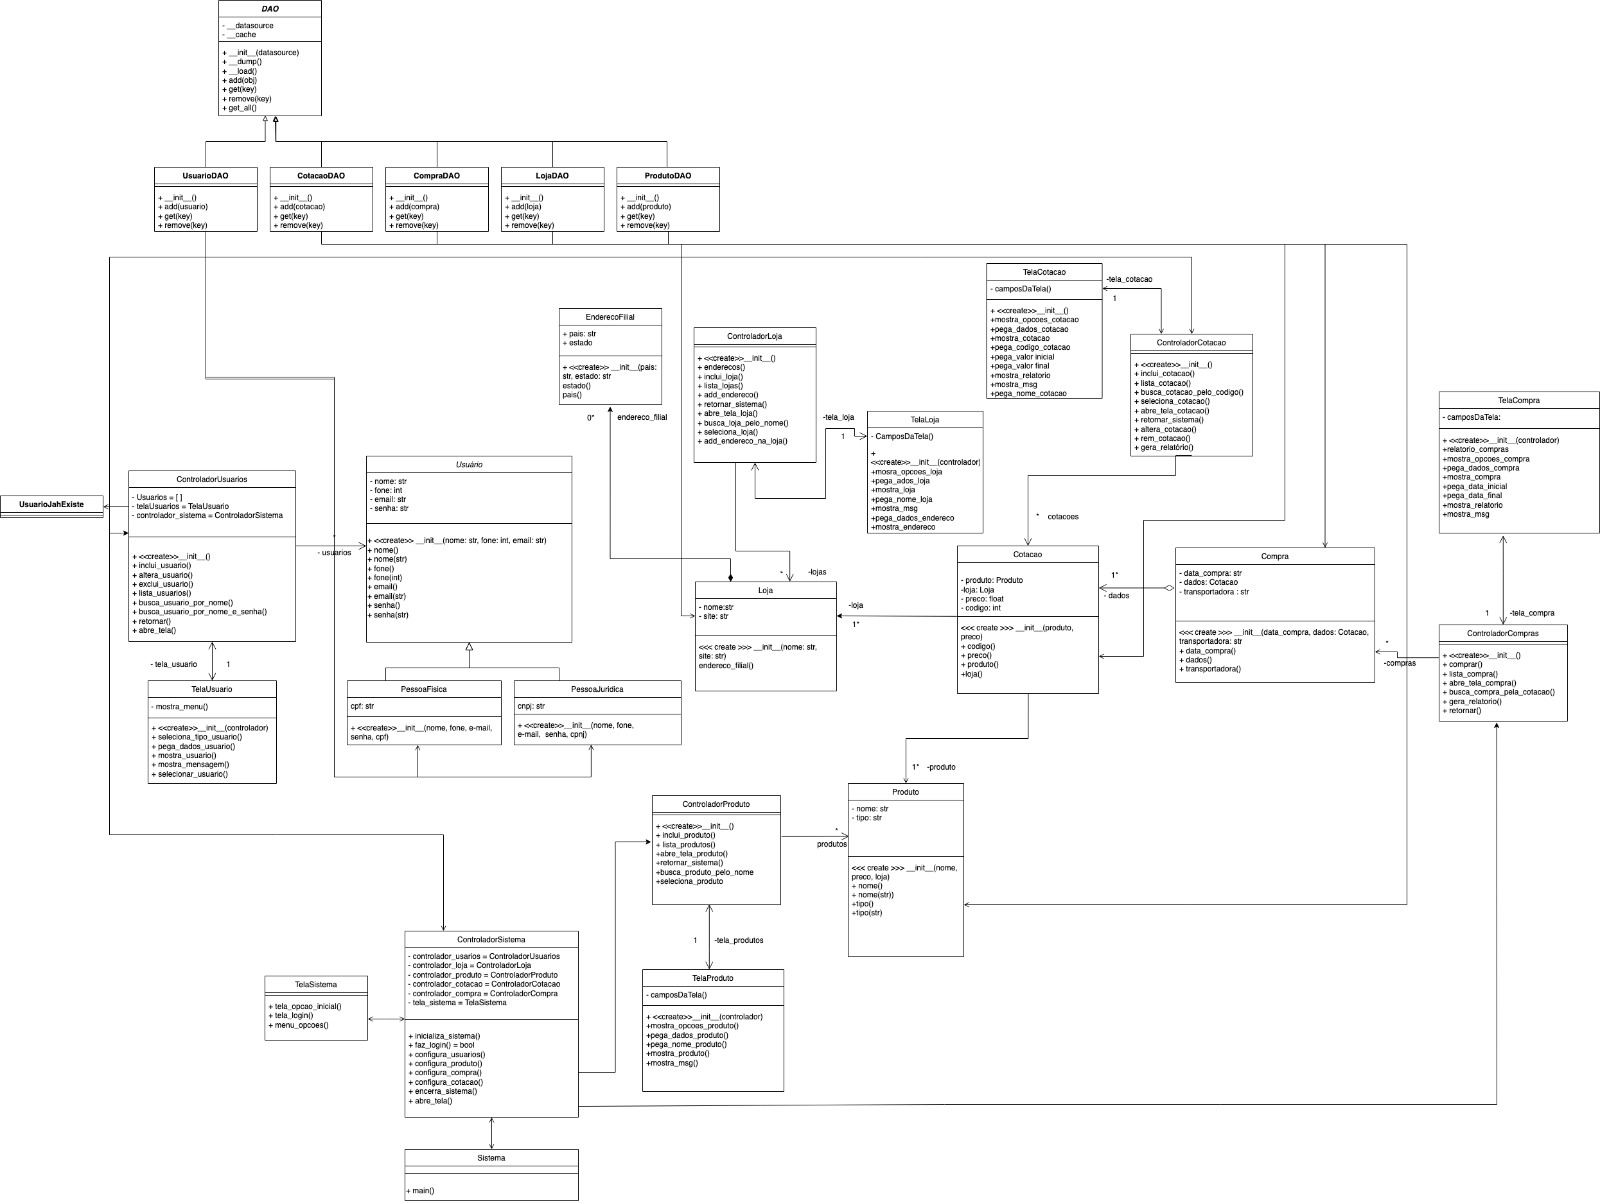 DAO
- __datasource
- __cache
+ __init__(datasource)
+ __dump()
+ __load()
+ add(obj)
+ get(key)
+ remove(key)
+ get_all()
UsuarioDAO
+ __init__()
+ add(usuario)
+ get(key)
+ remove(key)
CotacaoDAO
+ __init__()
+ add(cotacao)
+ get(key)
+ remove(key)
CompraDAO
+ __init__()
+ add(compra)
+ get(key)
+ remove(key)
LojaDAO
+ __init__()
+ add(loja)
+ get(key)
+ remove(key)
ProdutoDAO
+ __init__()
+ add(produto)
+ get(key)
+ remove(key)
TelaCotacao
- camposDaTela()
+ <<create>>__init__()
+mostra_opcoes_cotacao
+pega_dados_cotacao
+mostra_cotacao
+pega_codigo_cotacao
+pega_valor inicial
+pega_valor final
+mostra_relatorio
+mostra_msg
+pega_nome_cotacao
-tela_cotacao
1
ControladorCotacao
+ <<create>>__init__()
+ inclui_cotacao()
+ lista_cotacao()
+ busca_cotacao_pelo_codigo()
+ seleciona_cotacao()
+ abre_tela_cotacao()
+ retornar_sistema()
+ altera_cotacao()
+ rem_cotacao()
+ gera_relatório()
EnderecoFilial
+ pais: str
+ estado
+ <<create>> __init__(pais:
str, estado: str
estado()
pais()
0*
endereco_filial
ControladorLoja
+ <<create>>__init__()
+ enderecos()
+ inclui_loja()
+ lista_lojas()
+ add_endereco()
+ retornar_sistema()
+ abre_tela_loja()
+ busca_loja_pelo_nome()
+ seleciona_loja()
+ add_endereco_na_loja()
-tela_loja
1
TelaLoja
- CamposDaTela()
+
<<create>>__init__(controlador)
+mosra_opcoes_loja
+pega_ados_loja
+mostra_loja
+pega_nome_loja
+mostra_msg
+pega_dados_endereco
+mostra_endereco
TelaCompra
- camposDaTela:
+ <<create>>__init__(controlador)
+relatorio_compras
+mostra_opcoes_compra
+pega_dados_compra
+mostra_compra
+pega_data_inicial
+pega_data_final
+mostra_relatorio
+mostra_msg
UsuarioJahExiste
ControladorUsuarios
- Usuarios = [ ]
- telaUsuarios = TelaUsuario
- controlador_sistema = ControladorSistema
+ <<create>>__init__()
+ inclui_usuario()
+ altera_usuario()
+ exclui_usuario()
+ lista_usuarios()
+ busca_usuario_por_nome()
+ busca_usuario_por_nome_e_senha()
+ retornar()
+ abre_tela()
- usuarios
Usuário
- nome: str
- fone: int
- email: str
- senha: str
+ <<create>> __init__(nome: str, fone: int, email: str)
+ nome()
+ nome(str)
+ fone()
+ fone(int)
+ email()
+ email(str)
+ senha()
+ senha(str)
* cotacoes
Cotacao
- produto: Produto
-loja: Loja
- preco: float
- codigo: int
<<< create >>> __init__(produto,
preco)
+ codigo()
+ preco()
+ produto()
+loja()
1*
- dados
Compra
- data_compra: str
- dados: Cotacao
- transportadora : str
<<< create >>> __init__(data_compra, dados: Cotacao,
transportadora: str
+ data_compra()
+ dados()
+ transportadora()
*
-lojas
Loja
- nome:str
- site: str
<<< create >>> __init__(nome: str,
site: str)
endereco_filial()
-loja
1*
1
-tela_compra
*
-compras
ControladorCompras
+ <<create>>__init__()
+ comprar()
+ lista_compra()
+ abre_tela_compra()
+ busca_compra_pela_cotacao()
+ gera_relatorio()
+ retornar()
- tela_usuario
1
TelaUsuario
- mostra_menu()
+ <<create>>__init__(controlador)
+ seleciona_tipo_usuario()
+ pega_dados_usuario()
+ mostra_usuario()
+ mostra_mensagem()
+ selecionar_usuario()
PessoaFisica
cpf: str
+ <<create>>__init__(nome, fone, e-mail,
senha, cpf)
PessoaJuridica
cnpj: str
+ <<create>>__init__(nome, fone,
e-mail, senha, cpnj)
1*
-produto
Produto
- nome: str
- tipo: str
<<< create >>> __init__(nome,
preco, loja)
+ nome()
+ nome(str))
+tipo()
+tipo(str)
ControladorProduto
+ <<create>>__init__()
+ inclui_produto()
+ lista_produtos()
+abre_tela_produto()
+retornar_sistema()
+busca_produto_pelo_nome
+seleciona_produto
*
produtos
1
-tela_produtos
TelaProduto
- camposDaTela()
+ <<create>>__init__(controlador)
+mostra_opcoes_produto()
+pega_dados_produto()
+pega_nome_produto()
+mostra_produto()
+mostra_msg()
ControladorSistema
- controlador_usarios = ControladorUsuarios
- controlador_loja = ControladorLoja
- controlador_produto = ControladorProduto
- controlador_cotacao = ControladorCotacao
- controlador_compra = ControladorCompra
- tela_sistema = TelaSistema
+ inicializa_sistema()
+ faz_login() = bool
+ configura_usuarios()
+ configura_produto()
+ configura_compra()
+ configura_cotacao()
+ encerra_sistema()
+ abre_tela()
TelaSistema
+ tela_opcao_inicial()
+ tela_login()
+ menu_opcoes()
Sistema
+ main()